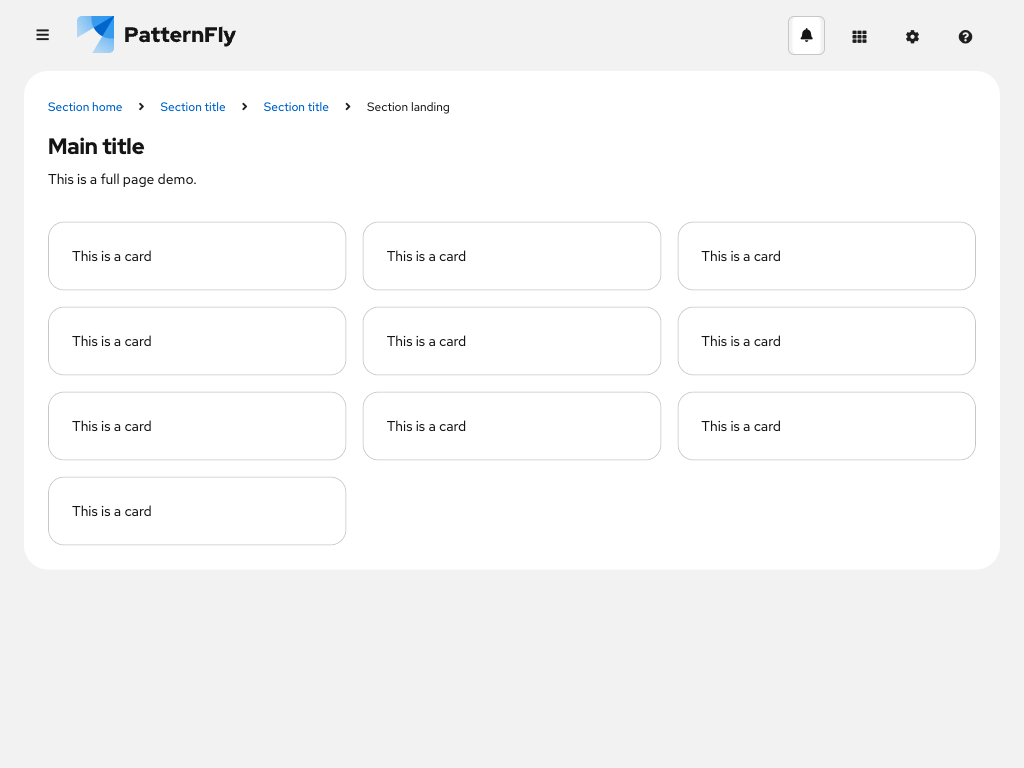 PatternFly
Section home Section title Section title Section landing
Main title
This is a full page demo.
This is a card This is a card This is a card
This is a card This is a card This is a card
This is a card This is a card This is a card
This is a card